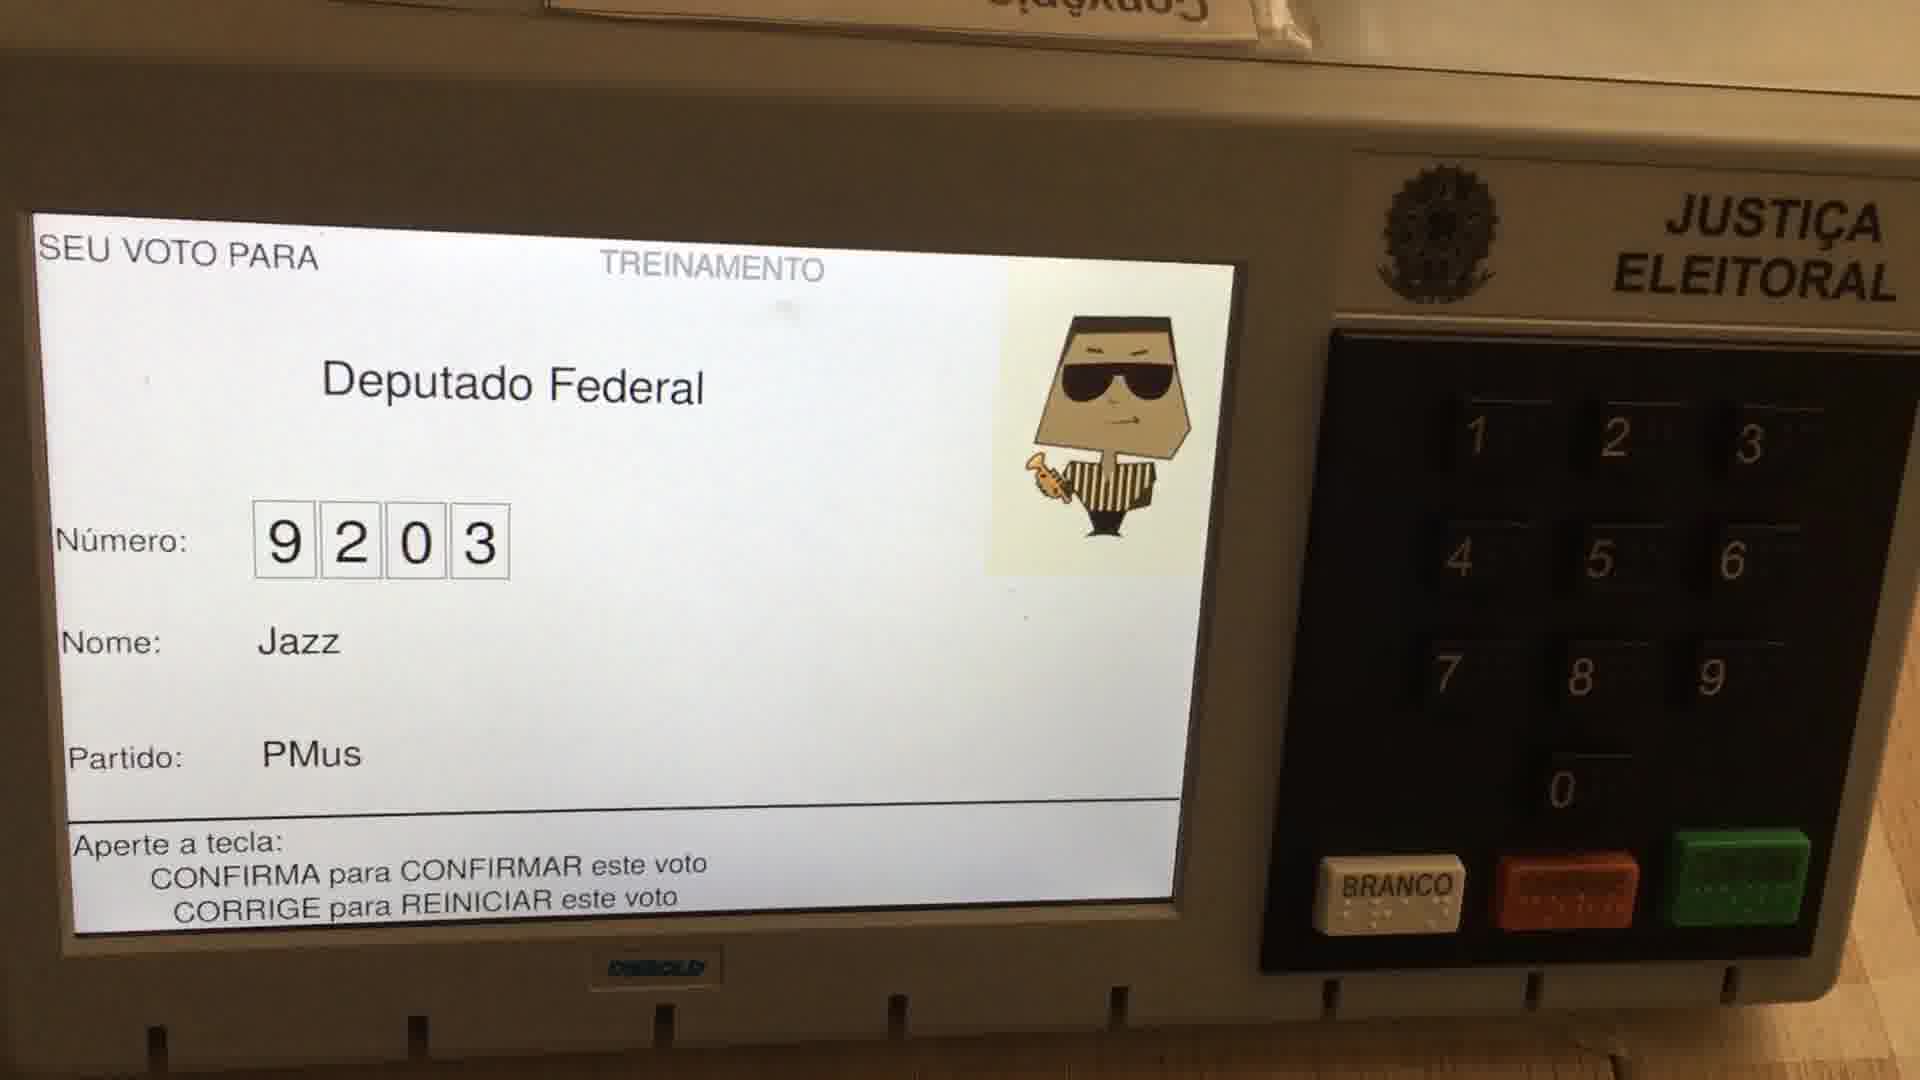 Convênio
SEU VOTO PARA
TREINAMENTO
Deputado Federal
Número: 9203
Nome: Jazz
Partido: PMus
Aperte a tecla:
CONFIRMA para CONFIRMAR este voto
CORRIGE para REINICIAR este voto
JUSTIÇA
ELEITORAL
1 2 3
4 5 6
7 8 9
0
BRANCO